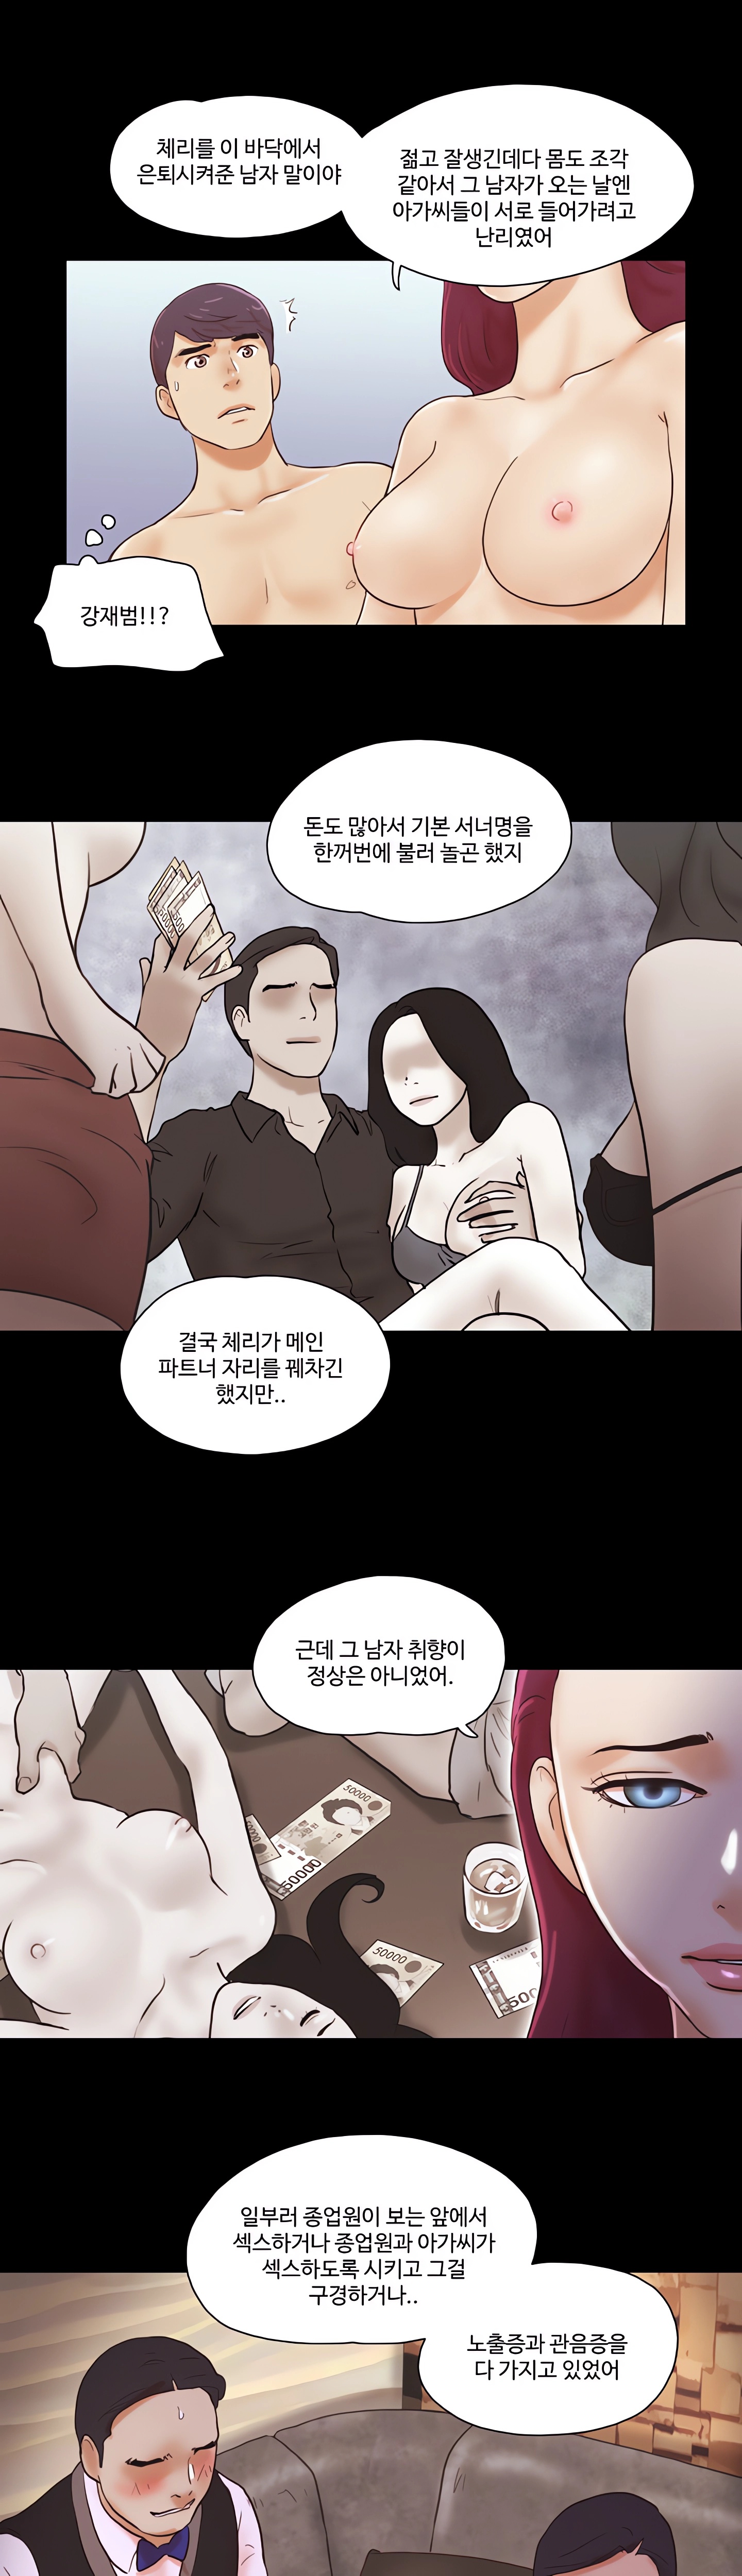 체리를 이 바닥에서
은퇴시켜준 남자 말이야
젊고 잘생긴데다 몸도 조각
같아서 그 남자가 오는 날엔
아가씨들이 서로 들어가려고
난리였어
강재범!!?
돈도 많아서 기본 서너명을
한꺼번에 불러 놀곤 했지
결국 체리가 메인
파트너 자리를 꿰차긴
했지만..
근데 그 남자 취향이
정상은 아니었어.
50000
50000
50000
일부러 종업원이 보는 앞에서
섹스하거나 종업원과 아가씨가
섹스하도록 시키고 그걸
구경하거나..
노출증과 관음증을
다 가지고 있었어